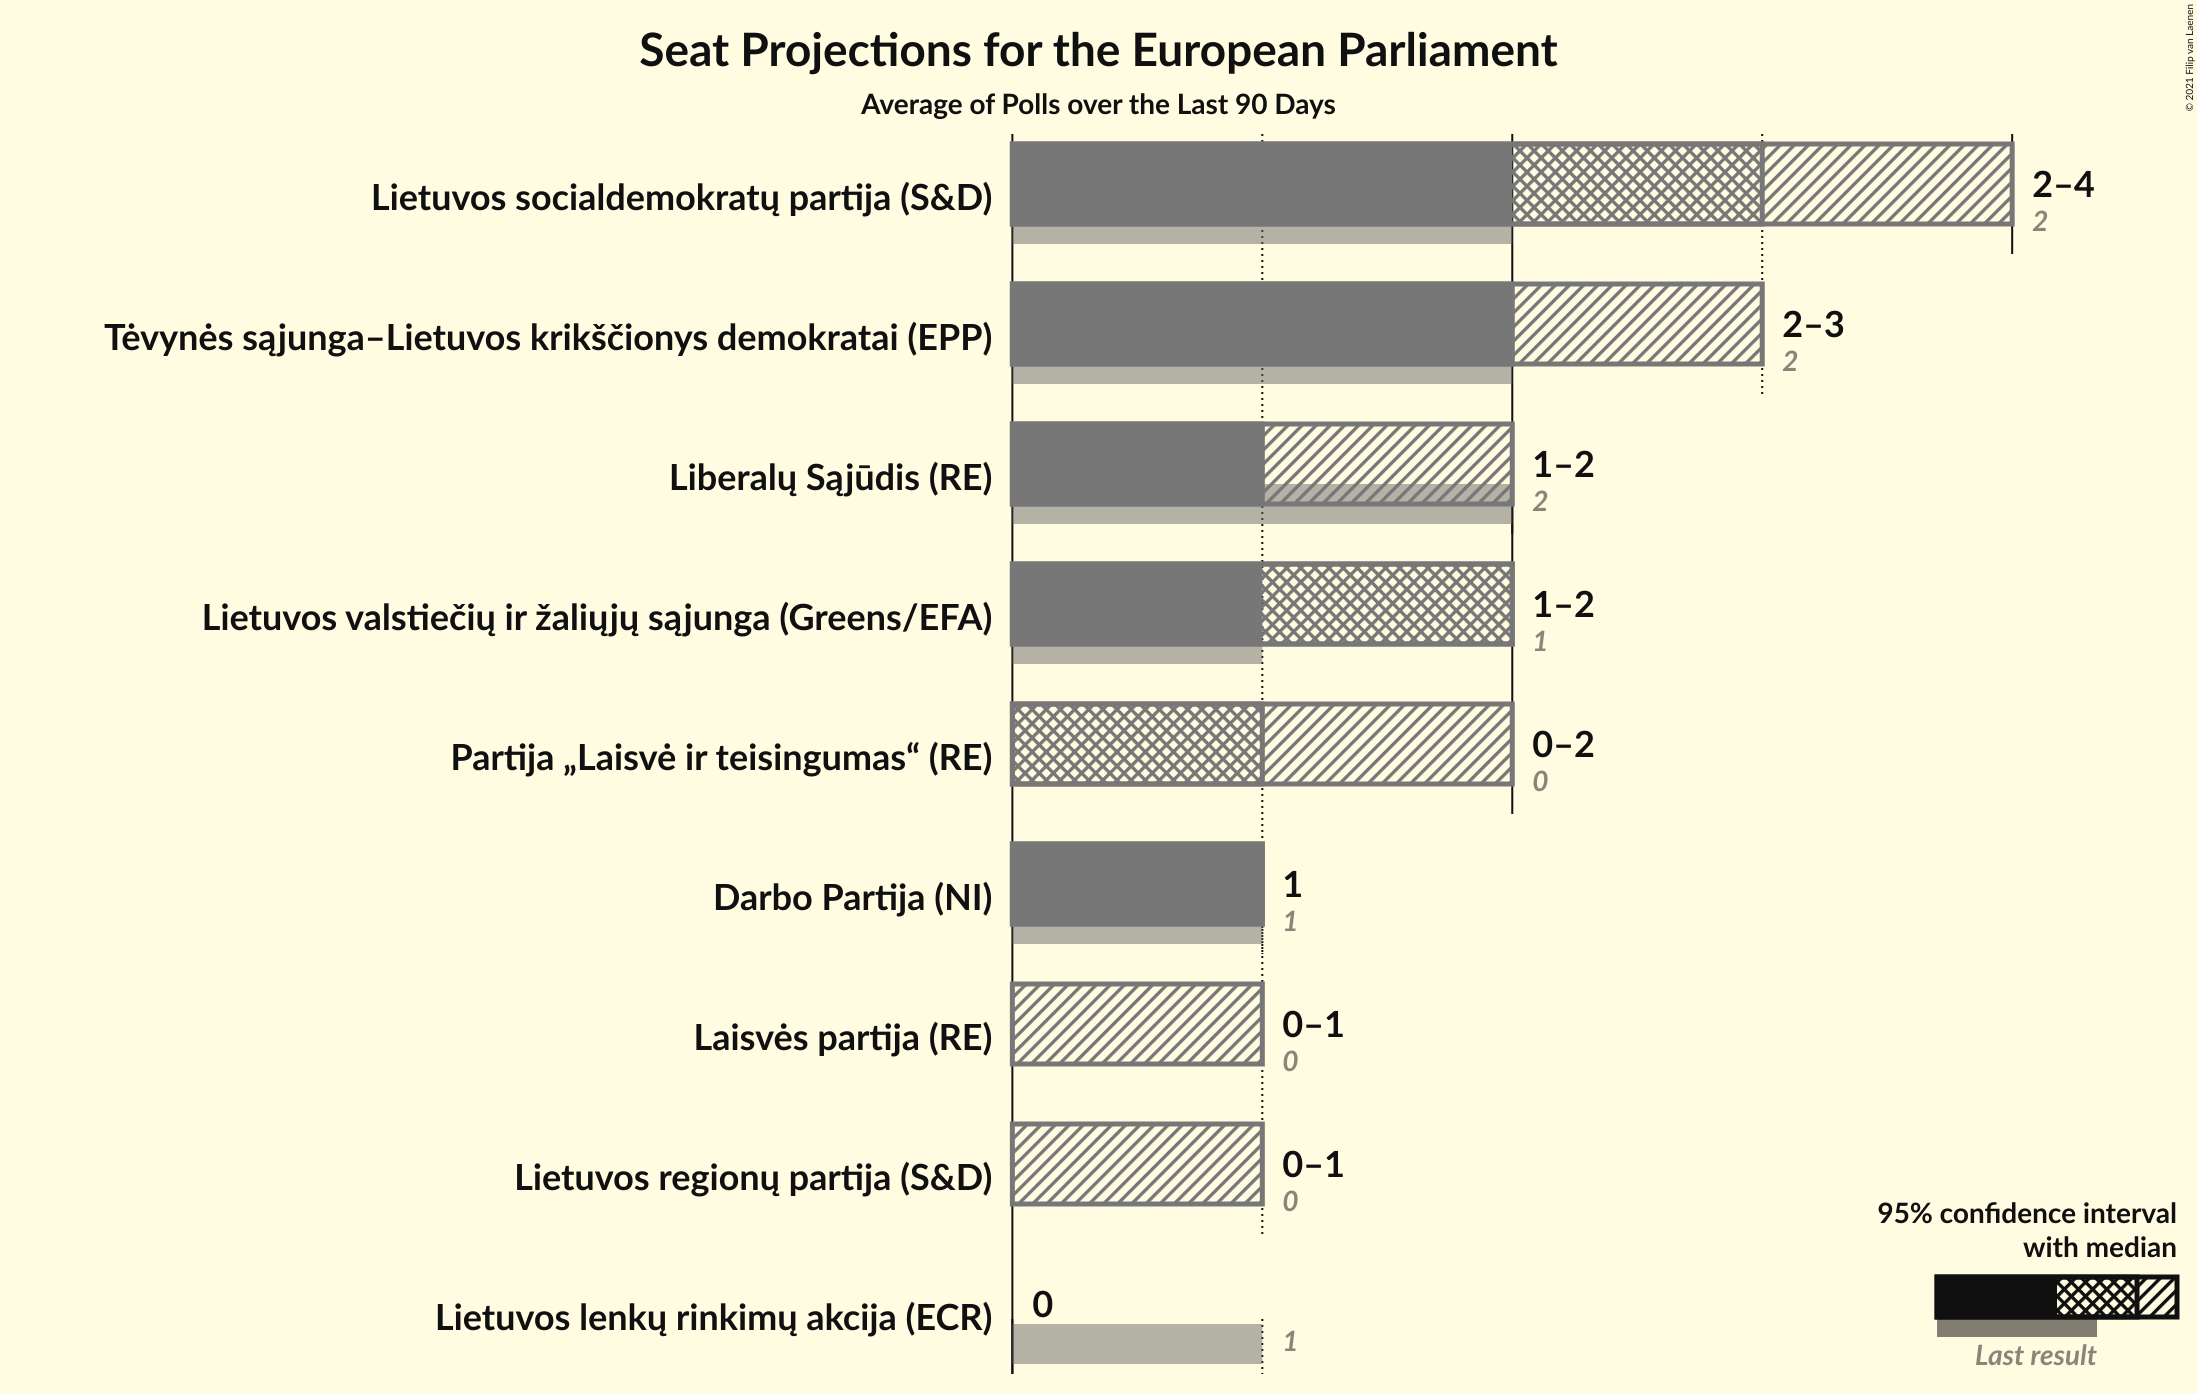 Seat Projections for the European Parliament
Average of Polls over the Last 90 Days
© 2021 Filip van Laenen
Lietuvos socialdemokratų partija (S&D)
2–4
2
Tėvynės sąjunga–Lietuvos krikščionys demokratai (EPP)
2–3
2
Liberalų Sąjūdis (RE)
1–2
2
Lietuvos valstiečių ir žaliųjų sąjunga (Greens/EFA)
1–2
1
Partija „Laisvė ir teisingumas“ (RE)
0–2
0
Darbo Partija (NI)
1
1
Laisvės partija (RE)
0–1
0
Lietuvos regionų partija (S&D)
0–1
0
Lietuvos lenkų rinkimų akcija (ECR)
0
1
95% confidence interval
with median
Last result